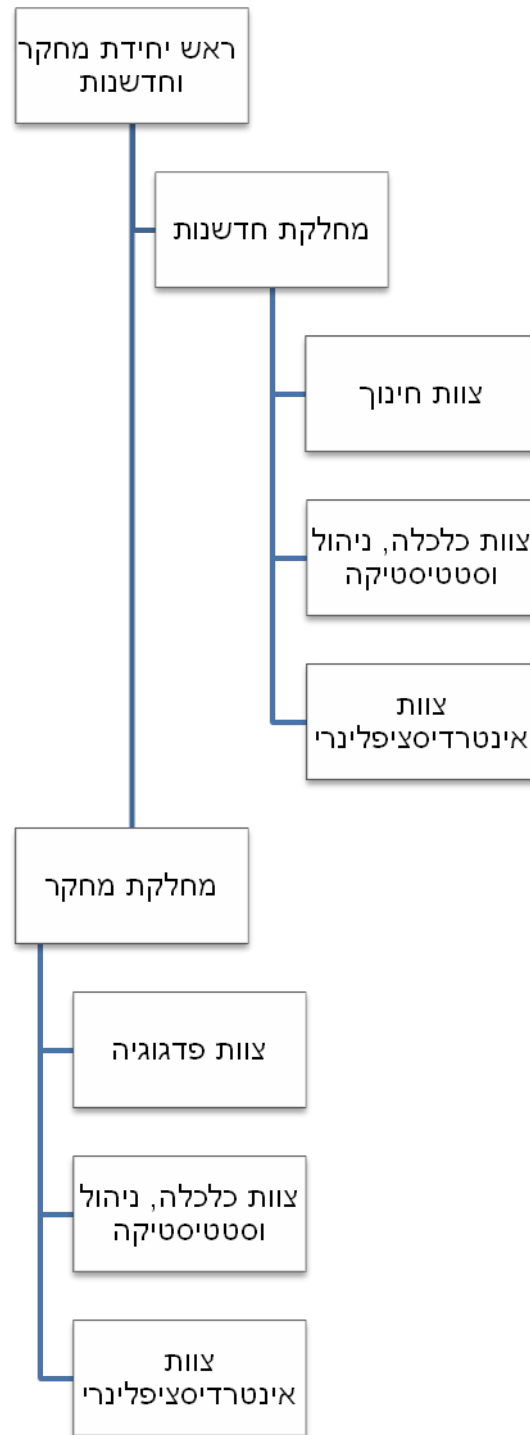 ראש יחידת מחקר
וחדשנות
מחלקת חדשנות
צוות חינוך
צוות כלכלה, ניהול
וסטטיסטיקה
צוות
אינטרדיסציפלינרי
מחלקת מחקר
צוות פדגוגיה
צוות כלכלה, ניהול
וסטטיסטיקה
צוות
אינטרדיסציפלינרי